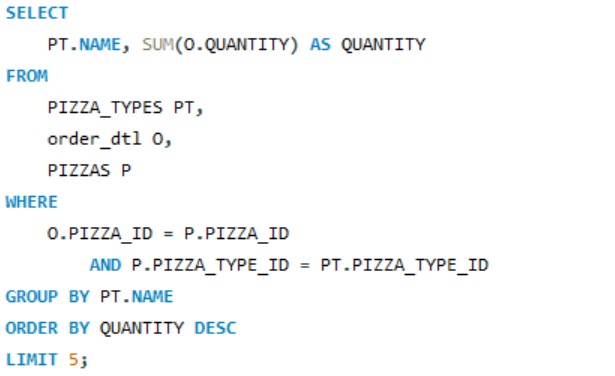 SELECT
PT.NAME, SUM(O.QUANTITY) AS QUANTITY
FROM
PIZZA_TYPES PT,
order_dtl O,
PIZZAS P
WHERE
O.PIZZA_ID = P.PIZZA_ID
AND P.PIZZA_TYPE_ID = PT.PIZZA_TYPE_ID
GROUP BY PT.NAME
ORDER BY QUANTITY DESC
LIMIT 5;